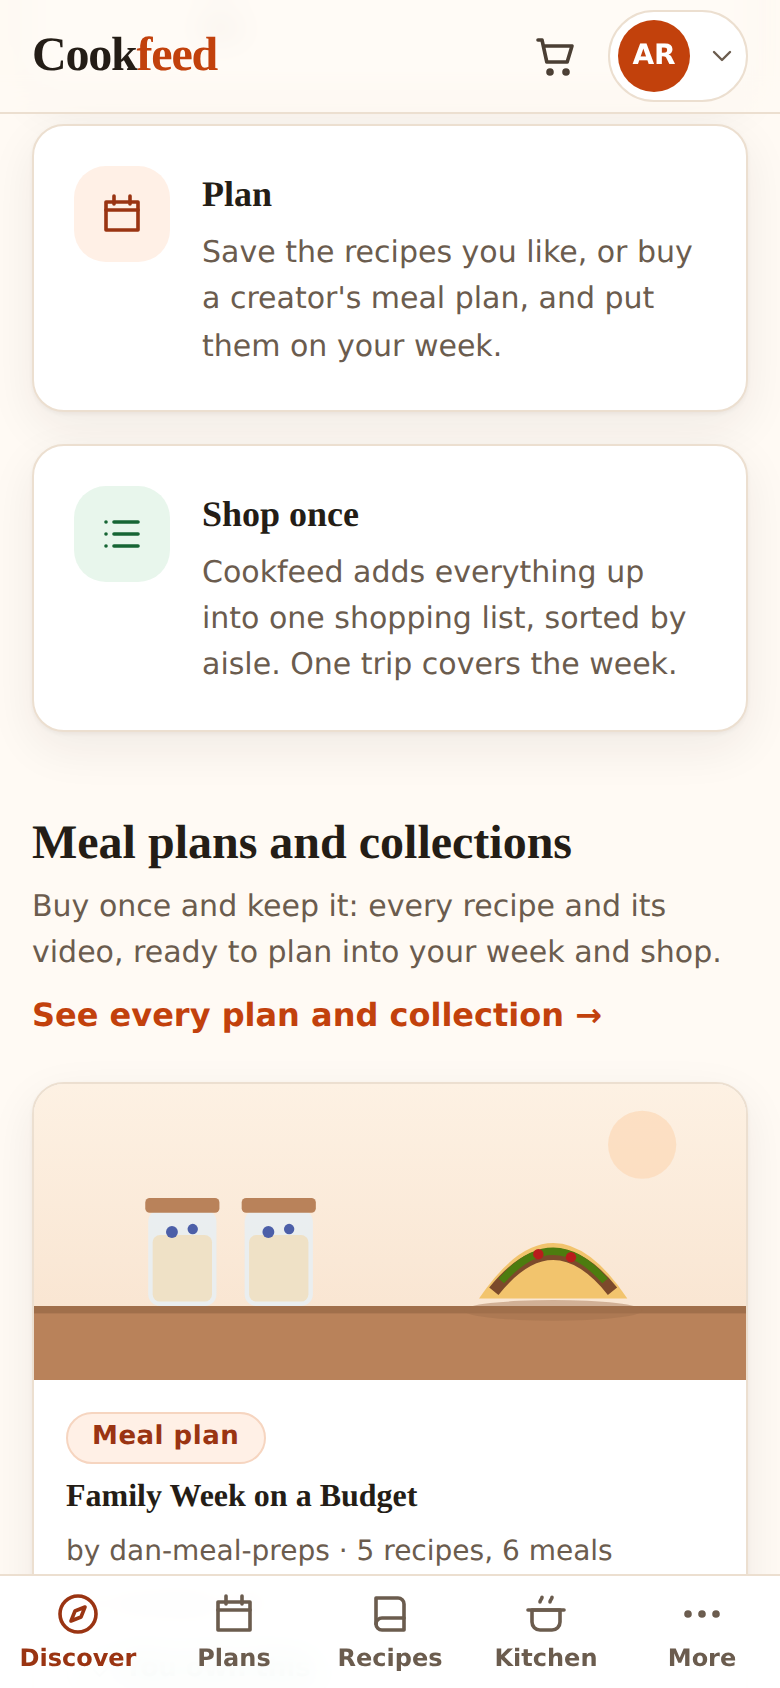 Cookfeed
AR
Plan
Save the recipes you like, or buy
a creator's meal plan, and put
them on your week.
Shop once
Cookfeed adds everything up
into one shopping list, sorted by
aisle. One trip covers the week.
Meal plans and collections
Buy once and keep it: every recipe and its
video, ready to plan into your week and shop.
See every plan and collection →
Meal plan
Family Week on a Budget
by dan-meal-preps · 5 recipes, 6 meals
Discover
Plans
Recipes
Kitchen
More